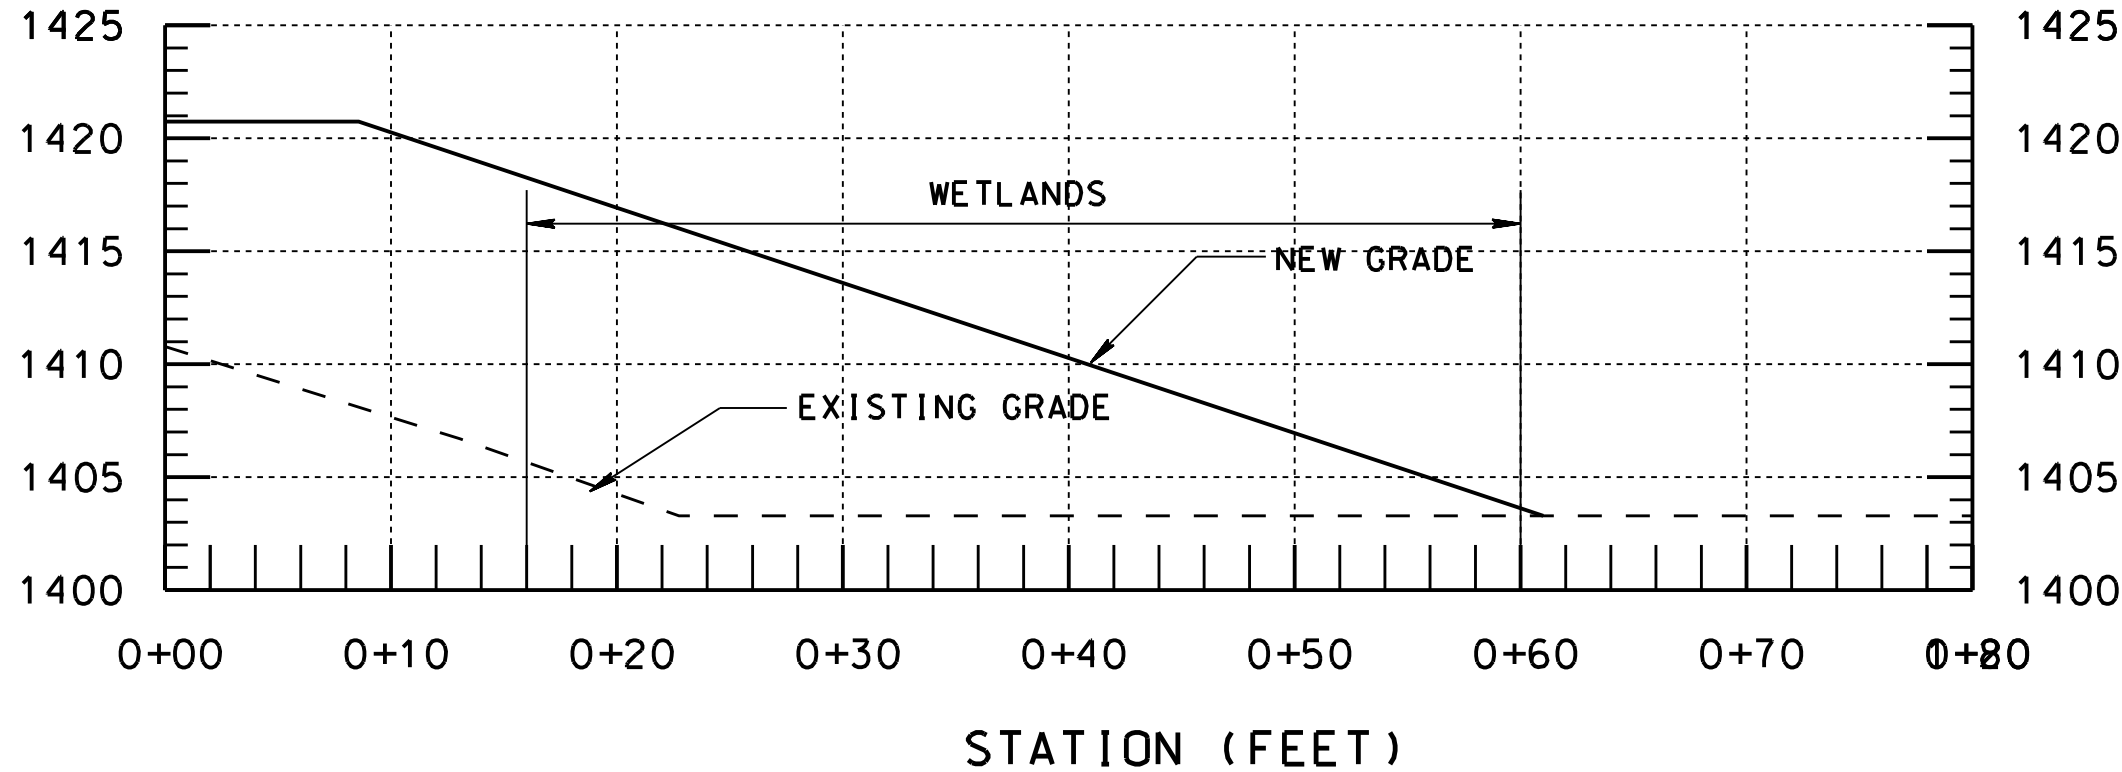 1425 1425
1420 1420
WETLANDS
1415 NEW GRADE 1415
1410 1410
EXISTING GRADE
1405 1405
1400 1400
0+00 0+10 0+20 0+30 0+40 0+50 0+60 0+70
STATION (FEET)